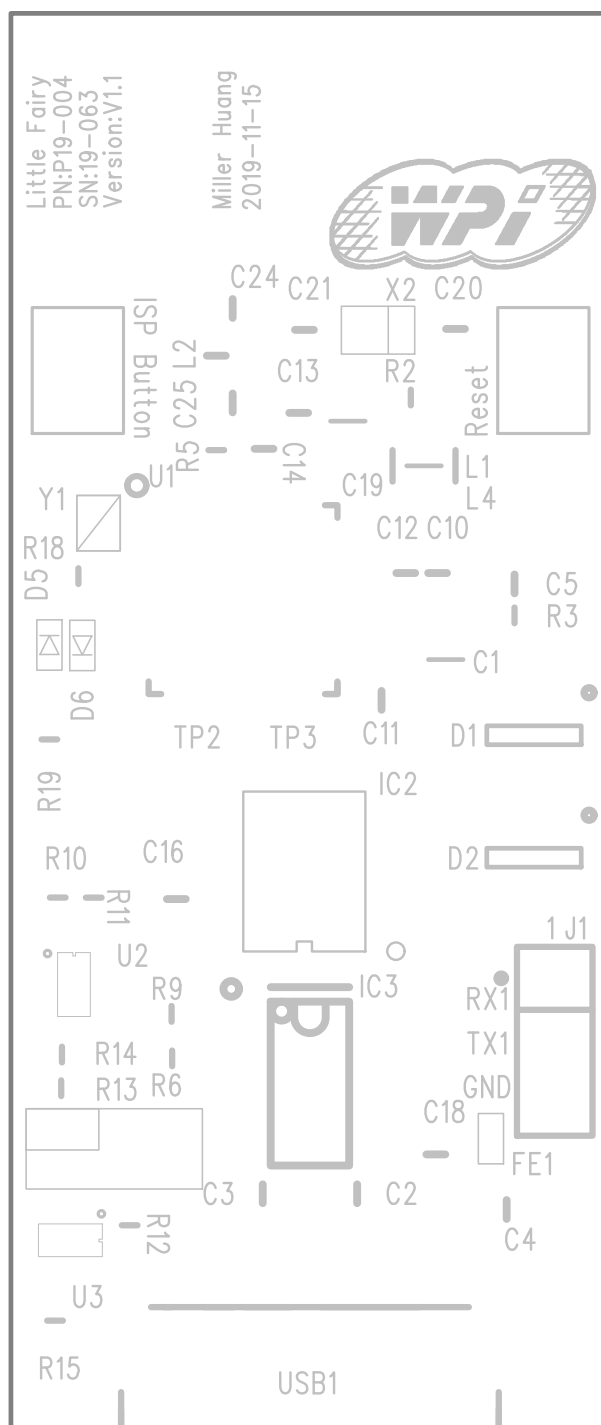 Little Fairy
PN:P19-004
SN:19-063
Version:V1.1
Miller Huang
2019-11-15
WPi
C24
C21
X2
C20
ISP Button
L2
C13
R2
C25
Reset
R5
C14
U1
L1
C19
L4
Y1
R18
C12
C10
D5
C5
R3
C1
D6
TP2
TP3
C11
D1
R19
IC2
R10
C16
D2
R11
U2
1 J1
R9
IC3
RX1
R14
TX1
R6
R13
GND
C18
FE1
C3
C2
R12
C4
U3
R15
USB1